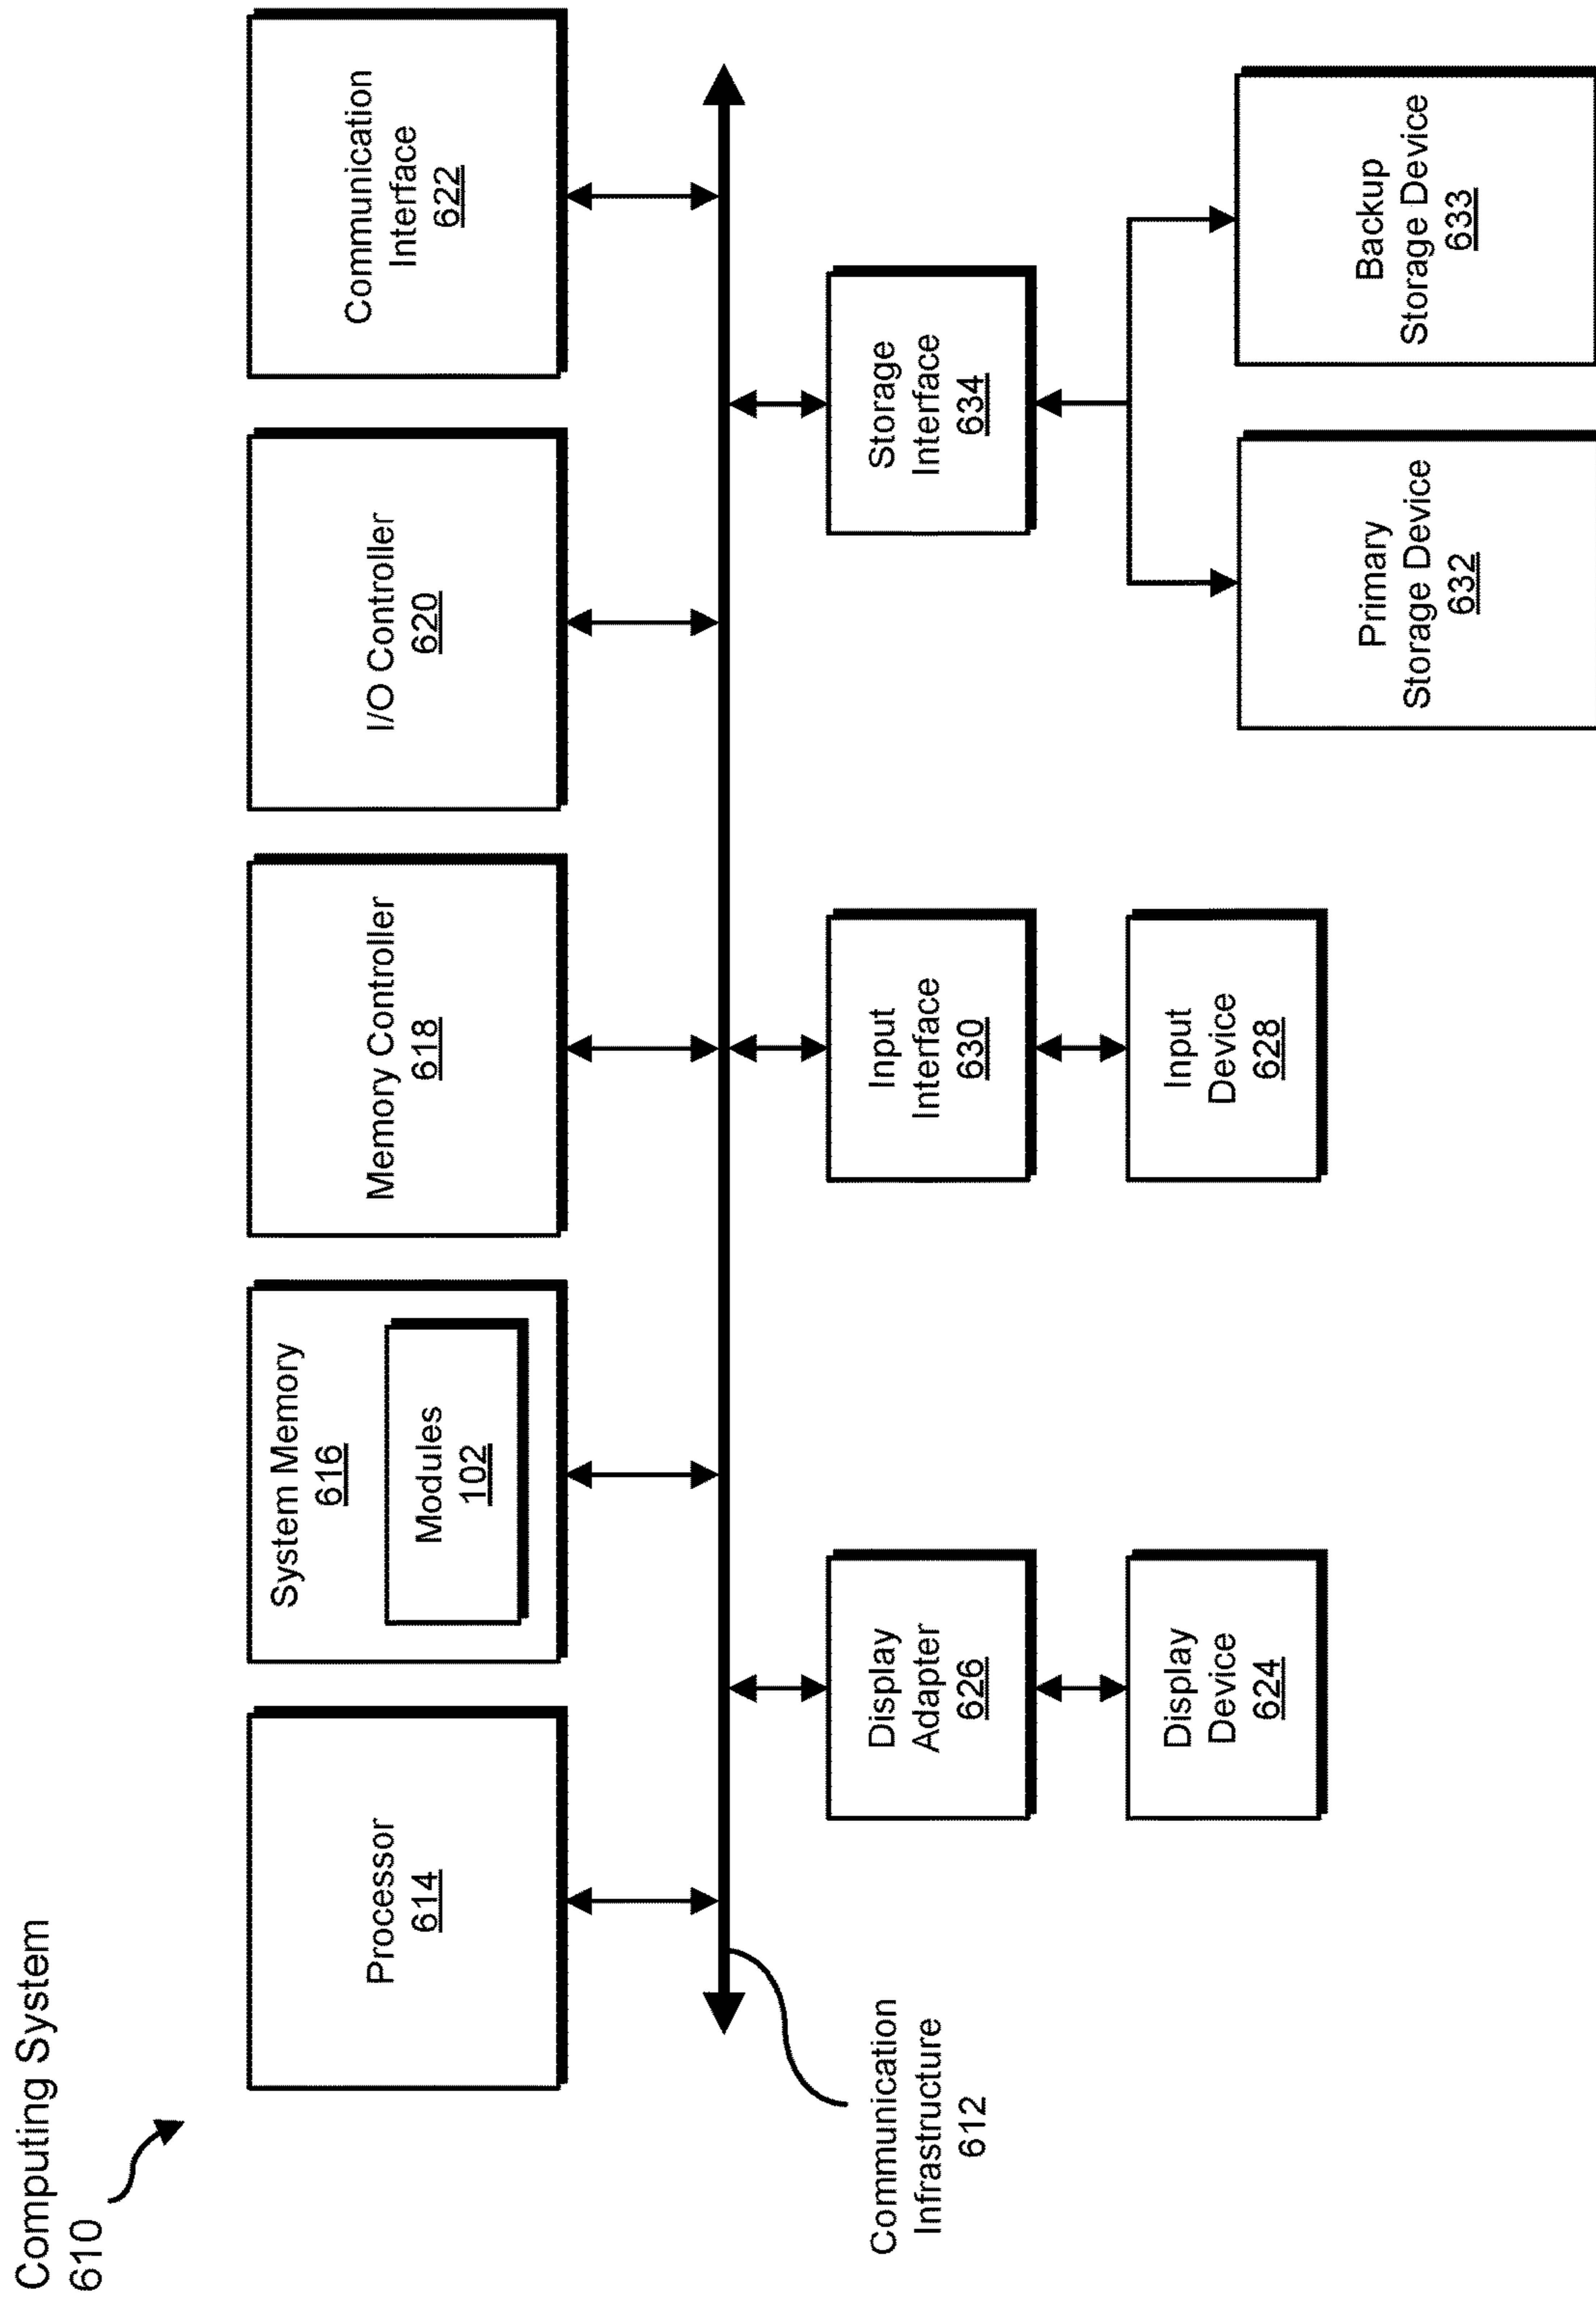 Computing System
610
Processor
614
System Memory
616
Modules
102
Memory Controller
618
I/O Controller
620
Communication
Interface
622
Communication
Infrastructure
612
Display
Adapter
626
Input
Interface
630
Storage
Interface
634
Display
Device
624
Input
Device
628
Primary
Storage Device
632
Backup
Storage Device
633